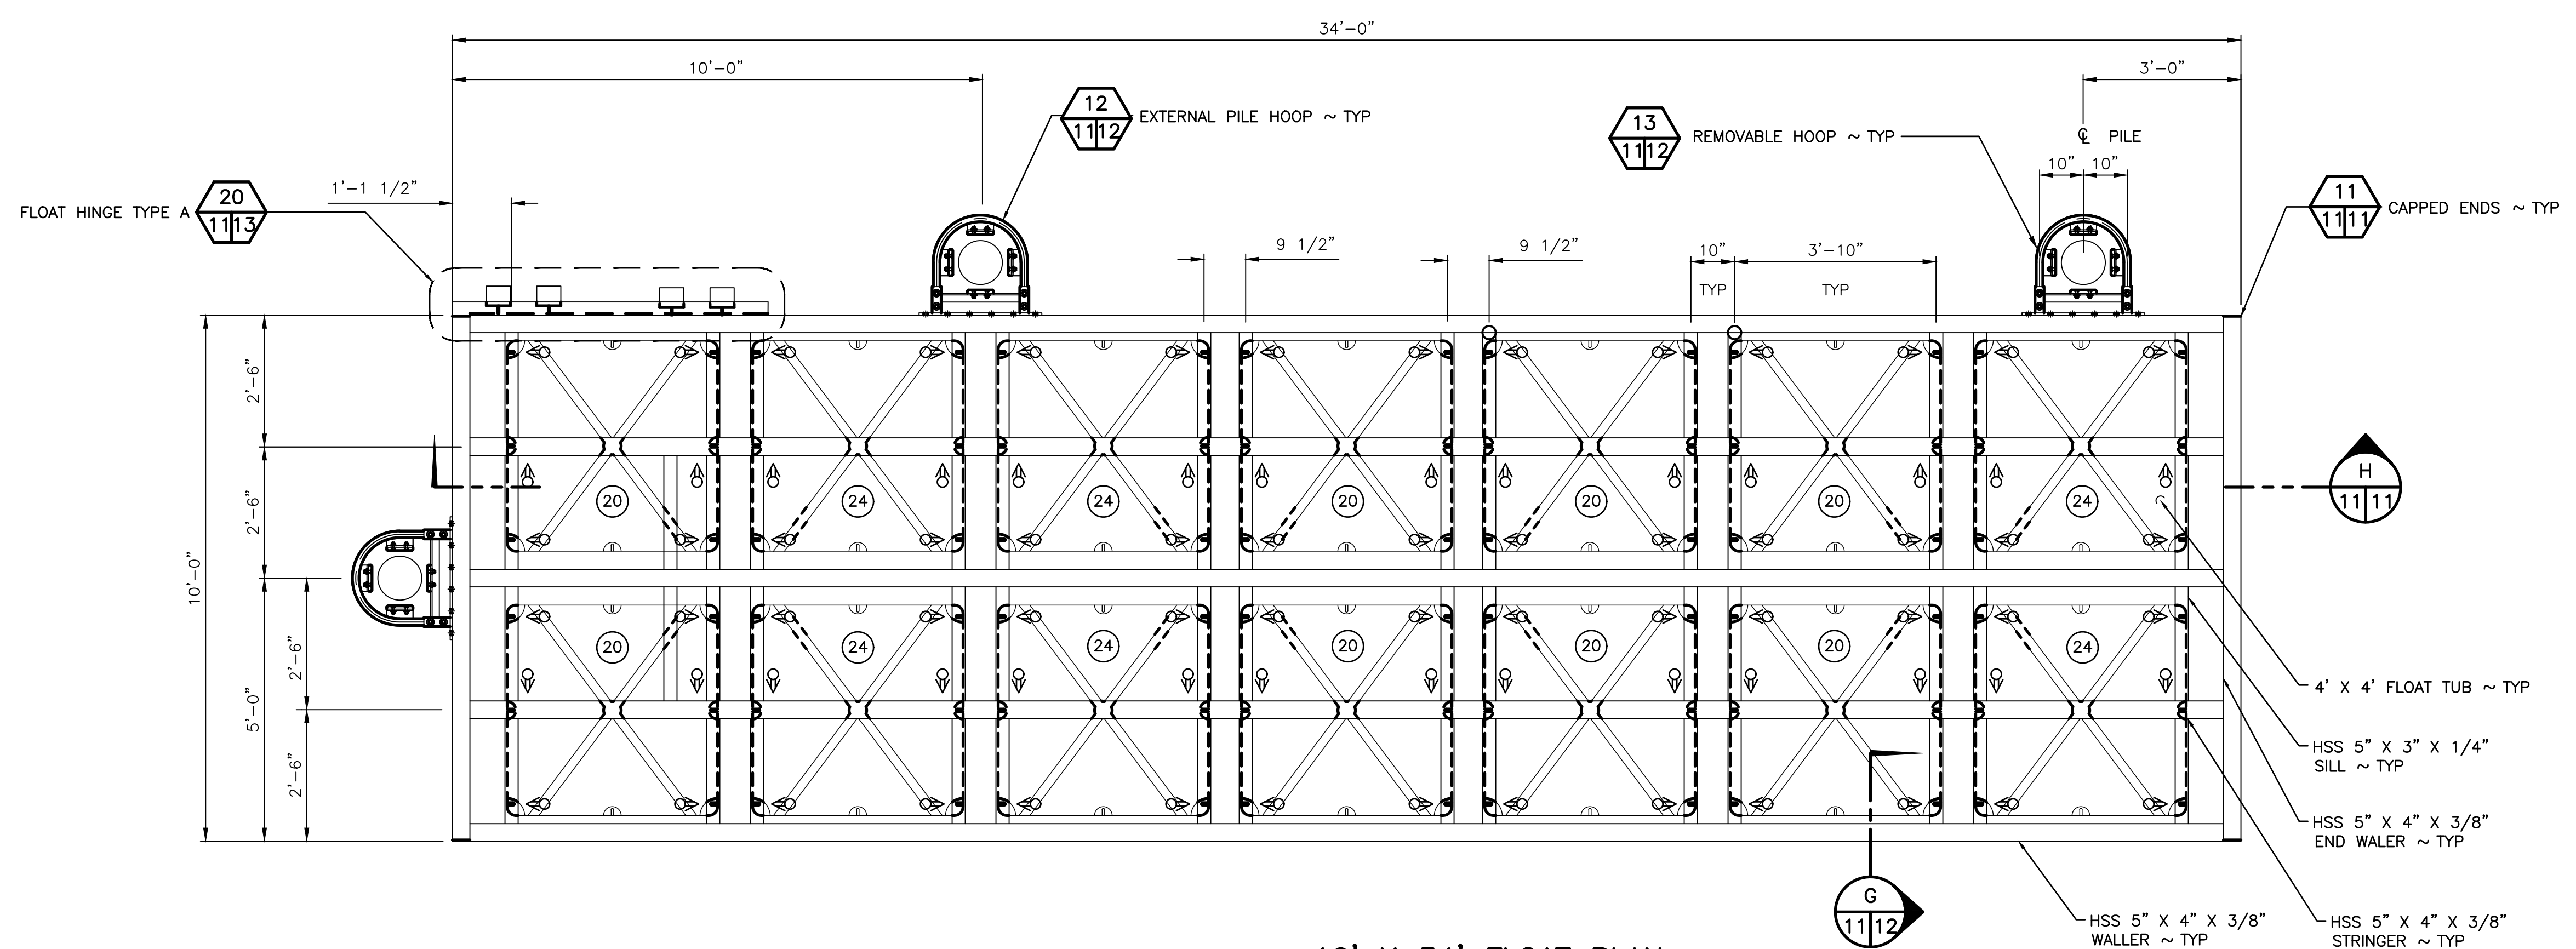 34'-0"
10'-0"
3'-0"
12
11 12
EXTERNAL PILE HOOP ~ TYP
13
11 12
REMOVABLE HOOP ~ TYP
℄ PILE
10" 10"
20
11 13
FLOAT HINGE TYPE A
1'-1 1/2"
11
11 11
CAPPED ENDS ~ TYP
9 1/2"
9 1/2"
10"
TYP
3'-10"
TYP
2'-6"
2'-6"
10'-0"
5'-0"
2'-6"
2'-6"
20 24 24 20 20 20 24
H
11 11
20 24 24 20 20 20 24
4' X 4' FLOAT TUB ~ TYP
HSS 5" X 3" X 1/4"
SILL ~ TYP
HSS 5" X 4" X 3/8"
END WALER ~ TYP
G
11 12
HSS 5" X 4" X 3/8"
WALLER ~ TYP
HSS 5" X 4" X 3/8"
STRINGER ~ TYP